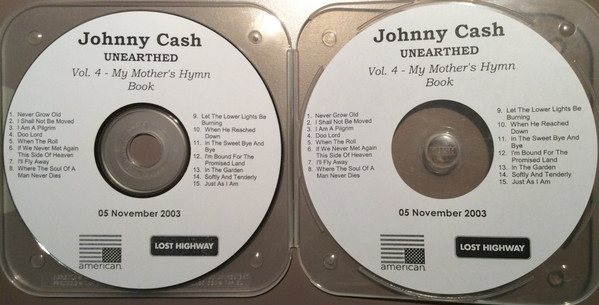 Johnny Cash
UNEARTHED
Vol. 4 - My Mother's Hymn
Book
1. Never Grow Old
2. I Shall Not Be Moved
3. I Am A Pilgrim
4. Doo Lord
5. When The Roll
6. If We Never Met Again
This Side Of Heaven
7. I'll Fly Away
8. Where The Soul Of A
Man Never Dies
9. Let The Lower Lights Be
Burning
10. When He Reached
Down
11. In The Sweet Bye And
Bye
12. I'm Bound For The
Promised Land
13. In The Garden
14. Softly And Tenderly
15. Just As I Am
05 November 2003
american
LOST HIGHWAY
Johnny Cash
UNEARTHED
Vol. 4 - My Mother's Hymn
Book
1. Never Grow Old
2. I Shall Not Be Moved
3. I Am A Pilgrim
4. Doo Lord
5. When The Roll
6. If We Never Met Again
This Side Of Heaven
7. I'll Fly Away
8. Where The Soul Of A
Man Never Dies
9. Let The Lower Lights Be
Burning
10. When He Reached
Down
11. In The Sweet Bye And
Bye
12. I'm Bound For The
Promised Land
13. In The Garden
14. Softly And Tenderly
15. Just As I Am
05 November 2003
american
LOST HIGHWAY